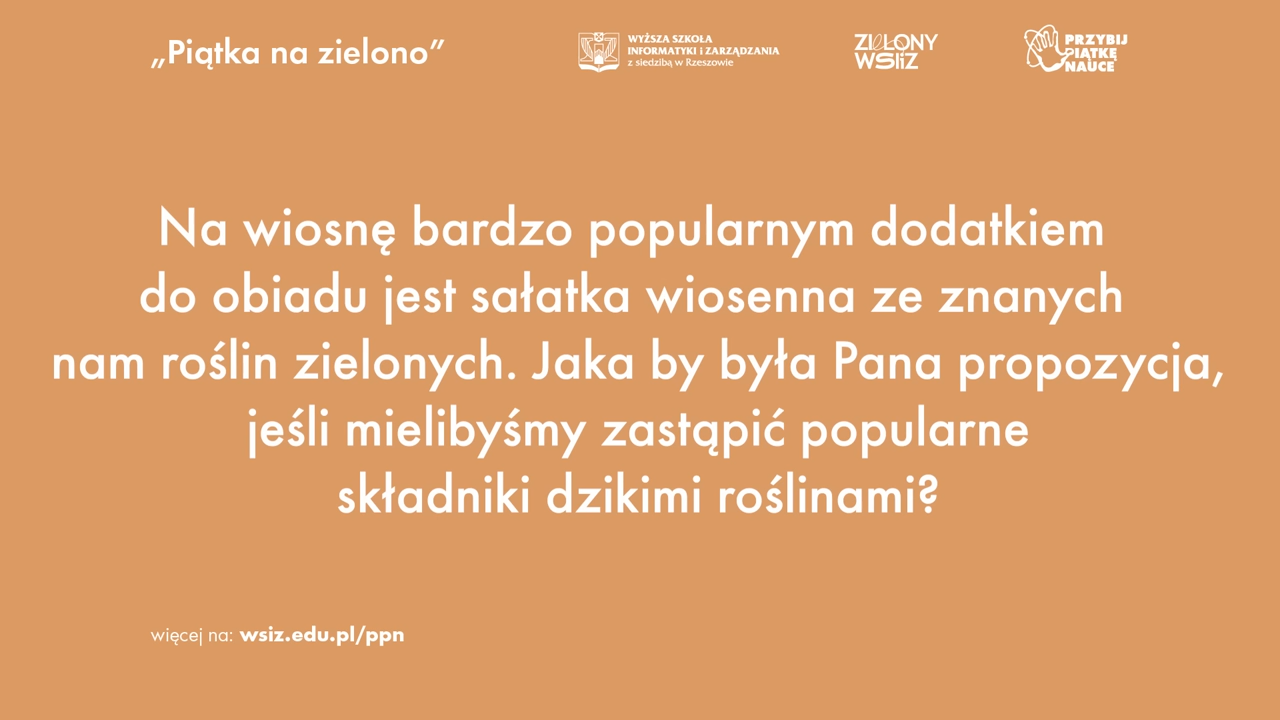 „Piątka na zielono”
WYŻSZA SZKOŁA
INFORMATYKI i ZARZĄDZANIA
z siedzibą w Rzeszowie
ZIELONY
WSIiZ
PRZYBIJ
PIĄTKĘ
NAUCE
Na wiosnę bardzo popularnym dodatkiem
do obiadu jest sałatka wiosenna ze znanych
nam roślin zielonych. Jaka by była Pana propozycja,
jeśli mielibyśmy zastąpić popularne
składniki dzikimi roślinami?
więcej na: wsiz.edu.pl/ppn